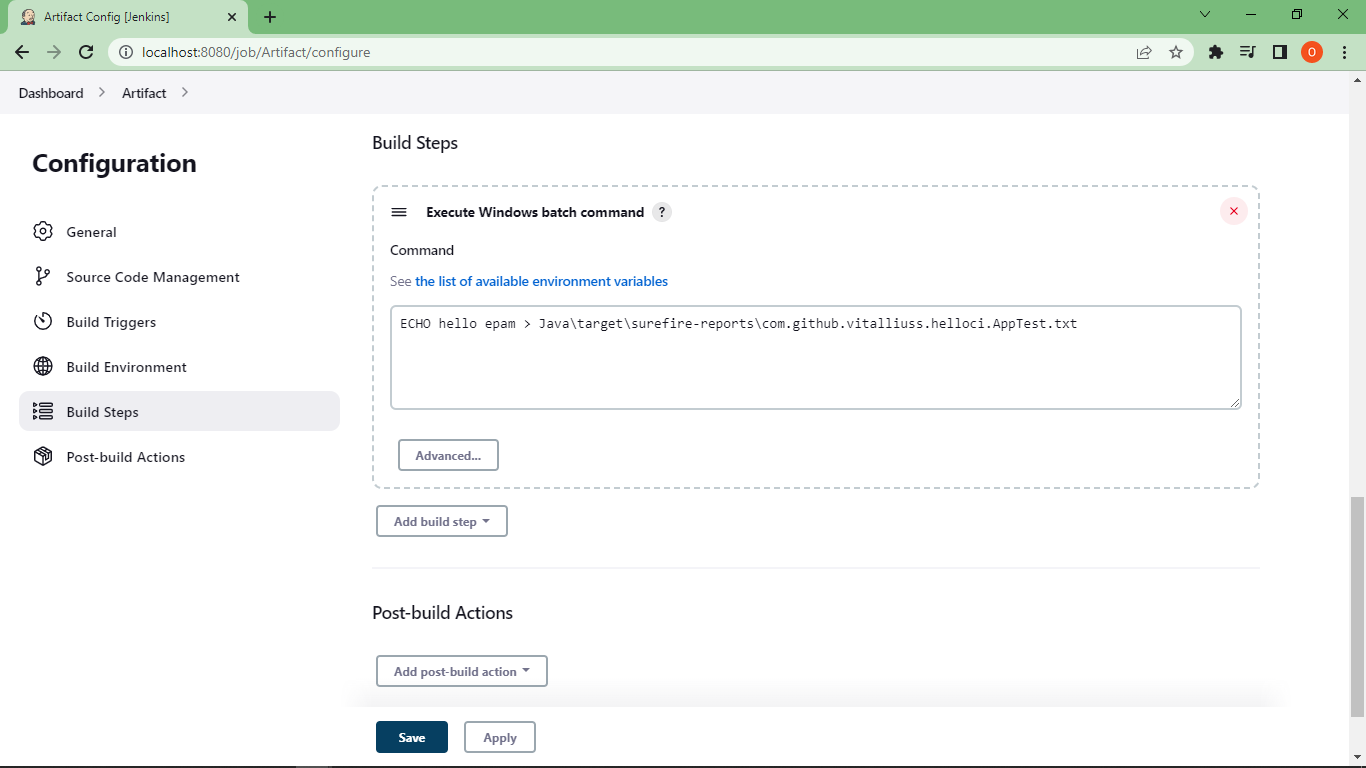 Artifact Config [Jenkins]
localhost:8080/job/Artifact/configure
O
Dashboard
Artifact
Configuration
General
Source Code Management
Build Triggers
Build Environment
Build Steps
Post-build Actions
Build Steps
Execute Windows batch command ?
Command
See the list of available environment variables
ECHO hello epam > Java\target\surefire-reports\com.github.vitalliuss.helloci.AppTest.txt
Advanced...
Add build step
Post-build Actions
Add post-build action
Save
Apply